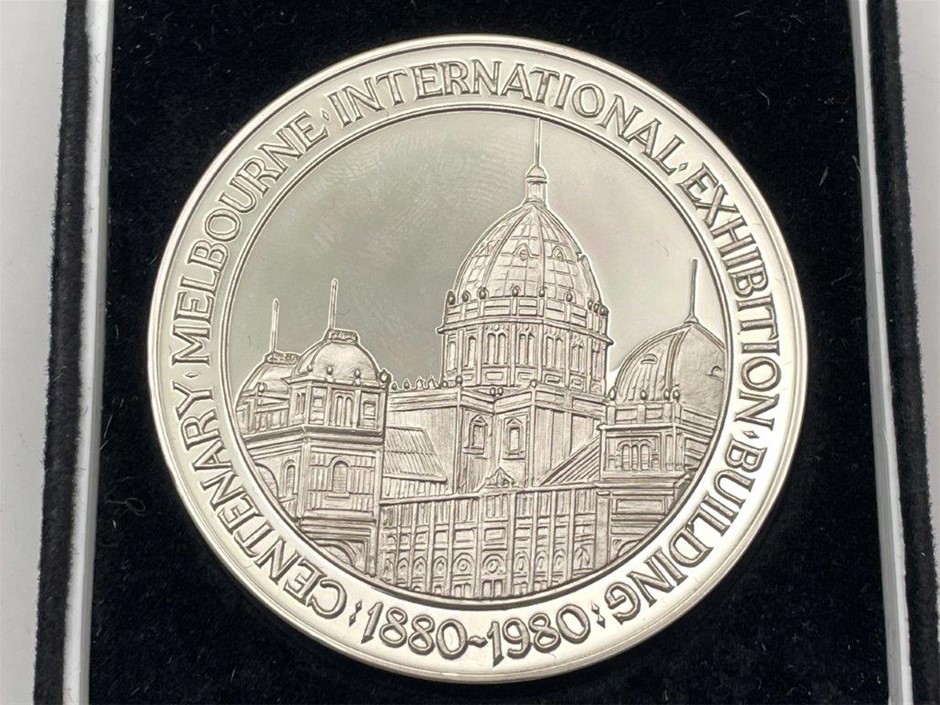 CENTENARY · MELBOURNE · INTERNATIONAL · EXHIBITION · BUILDING
1880~1980